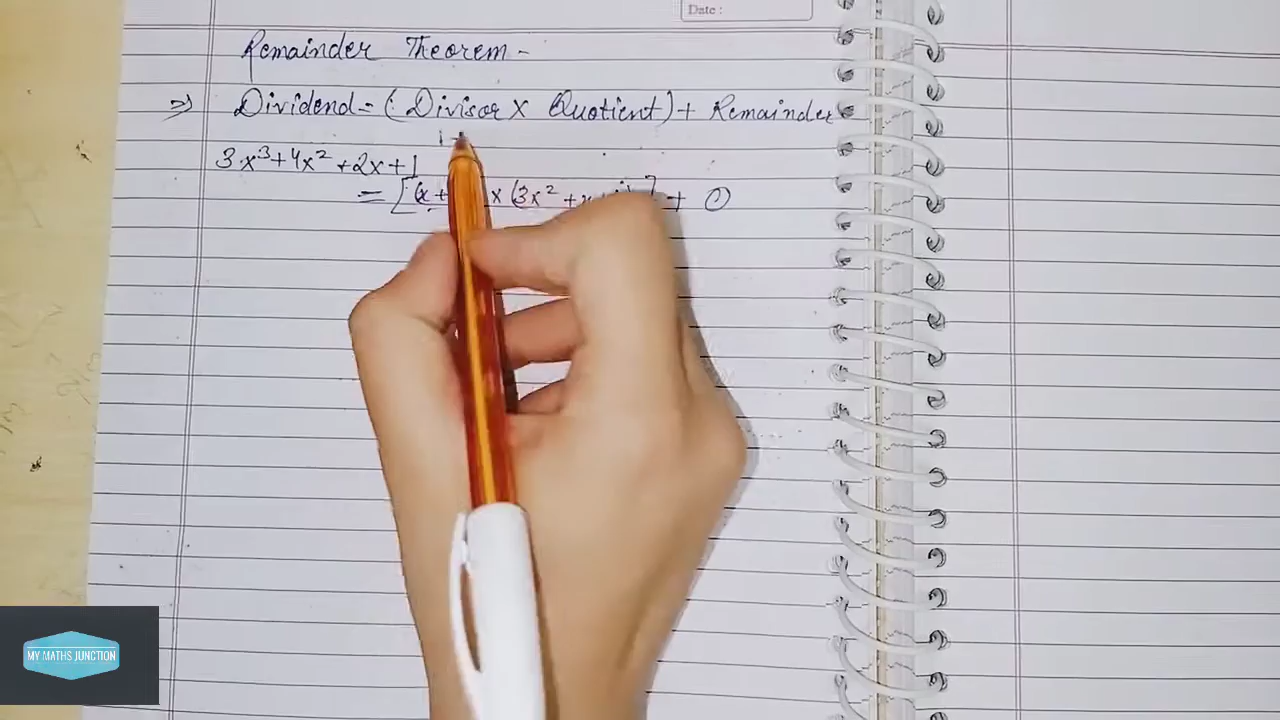 Date :
Remainder Theorem -
=> Dividend = (Divisor X Quotient) + Remainder
3x³+4x²+2x+1
= [(x+ x (3x² + x + )] + 0
MY MATHS JUNCTION